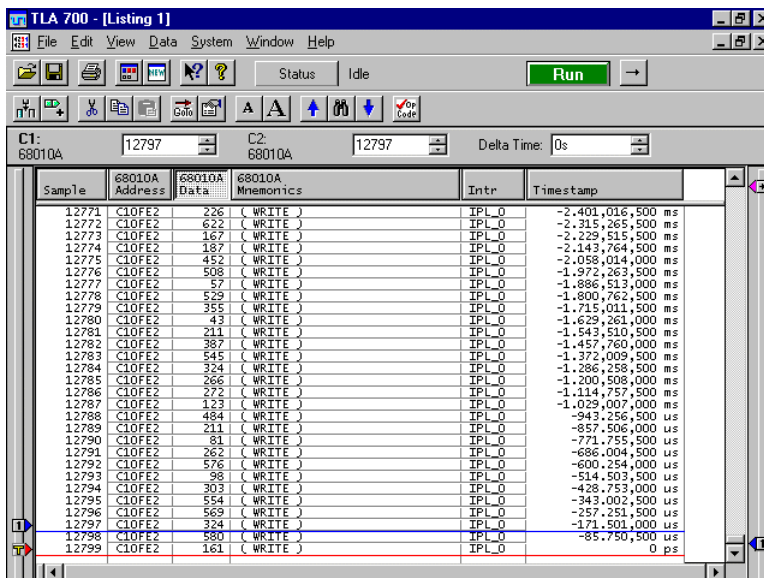 TLA 700 - [Listing 1]
File Edit View Data System Window Help
NEW Status Idle Run
Goto A A Op Code
C1: 12797 C2: 12797 Delta Time: 0s
68010A 68010A
68010A 68010A 68010A
Sample Address Data Mnemonics Intr Timestamp
12771 C10FE2 226 ( WRITE ) IPL_0 -2.401,016,500 ms
12772 C10FE2 622 ( WRITE ) IPL_0 -2.315,265,500 ms
12773 C10FE2 167 ( WRITE ) IPL_0 -2.229,515,500 ms
12774 C10FE2 187 ( WRITE ) IPL_0 -2.143,764,500 ms
12775 C10FE2 452 ( WRITE ) IPL_0 -2.058,014,000 ms
12776 C10FE2 508 ( WRITE ) IPL_0 -1.972,263,500 ms
12777 C10FE2 57 ( WRITE ) IPL_0 -1.886,513,000 ms
12778 C10FE2 529 ( WRITE ) IPL_0 -1.800,762,500 ms
12779 C10FE2 355 ( WRITE ) IPL_0 -1.715,011,500 ms
12780 C10FE2 43 ( WRITE ) IPL_0 -1.629,261,000 ms
12781 C10FE2 211 ( WRITE ) IPL_0 -1.543,510,500 ms
12782 C10FE2 387 ( WRITE ) IPL_0 -1.457,760,000 ms
12783 C10FE2 545 ( WRITE ) IPL_0 -1.372,009,500 ms
12784 C10FE2 324 ( WRITE ) IPL_0 -1.286,258,500 ms
12785 C10FE2 266 ( WRITE ) IPL_0 -1.200,508,000 ms
12786 C10FE2 272 ( WRITE ) IPL_0 -1.114,757,500 ms
12787 C10FE2 123 ( WRITE ) IPL_0 -1.029,007,000 ms
12788 C10FE2 484 ( WRITE ) IPL_0 -943.256,500 us
12789 C10FE2 211 ( WRITE ) IPL_0 -857.506,000 us
12790 C10FE2 81 ( WRITE ) IPL_0 -771.755,500 us
12791 C10FE2 262 ( WRITE ) IPL_0 -686.004,500 us
12792 C10FE2 576 ( WRITE ) IPL_0 -600.254,000 us
12793 C10FE2 98 ( WRITE ) IPL_0 -514.503,500 us
12794 C10FE2 303 ( WRITE ) IPL_0 -428.753,000 us
12795 C10FE2 554 ( WRITE ) IPL_0 -343.002,500 us
12796 C10FE2 569 ( WRITE ) IPL_0 -257.251,500 us
12797 C10FE2 324 ( WRITE ) IPL_0 -171.501,000 us
12798 C10FE2 580 ( WRITE ) IPL_0 -85.750,500 us
12799 C10FE2 161 ( WRITE ) IPL_0 0 ps